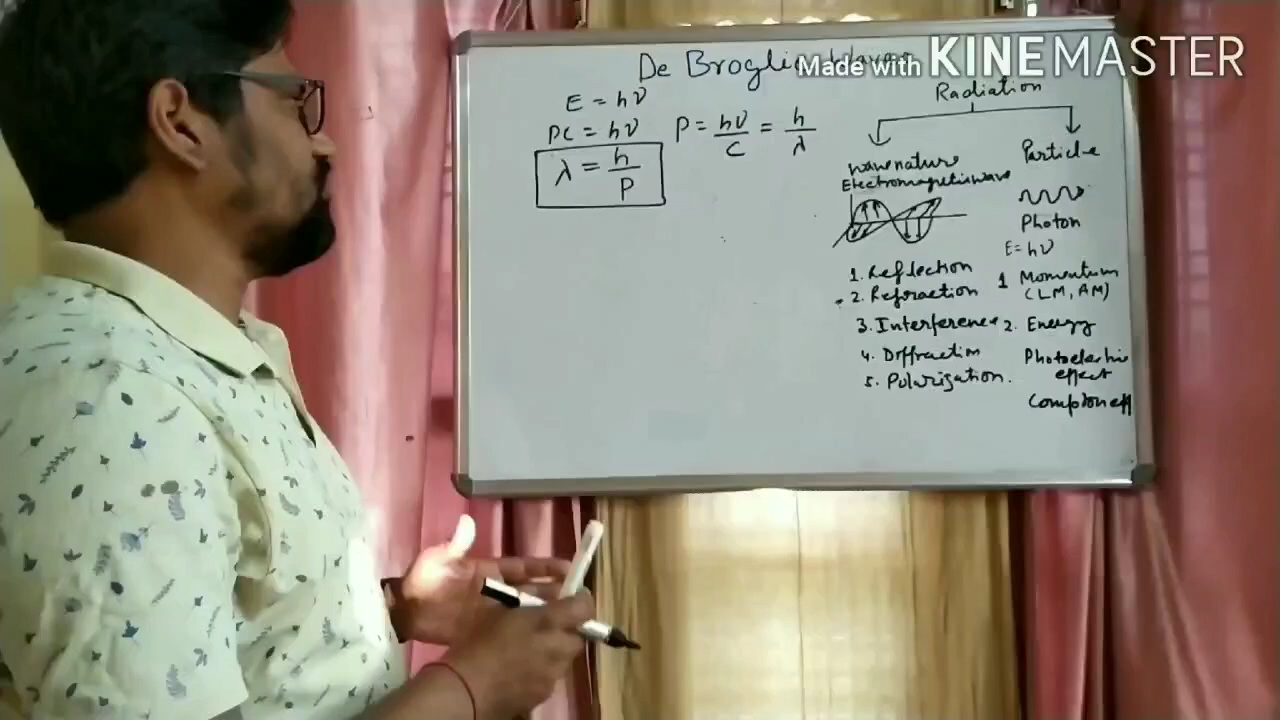 De Broglie Waves
Made with KINEMASTER
E = hν
PC = hν
λ = h/P
P = hν/C = h/λ
Radiation
wave nature
Electromagnetic wave
1. Reflection
2. Refraction
3. Interference
4. Diffraction
5. Polarization.
Particle
Photon
E = hν
1 Momentum
(LM, AM)
2. Energy
Photoelectric
effect
Compton eff